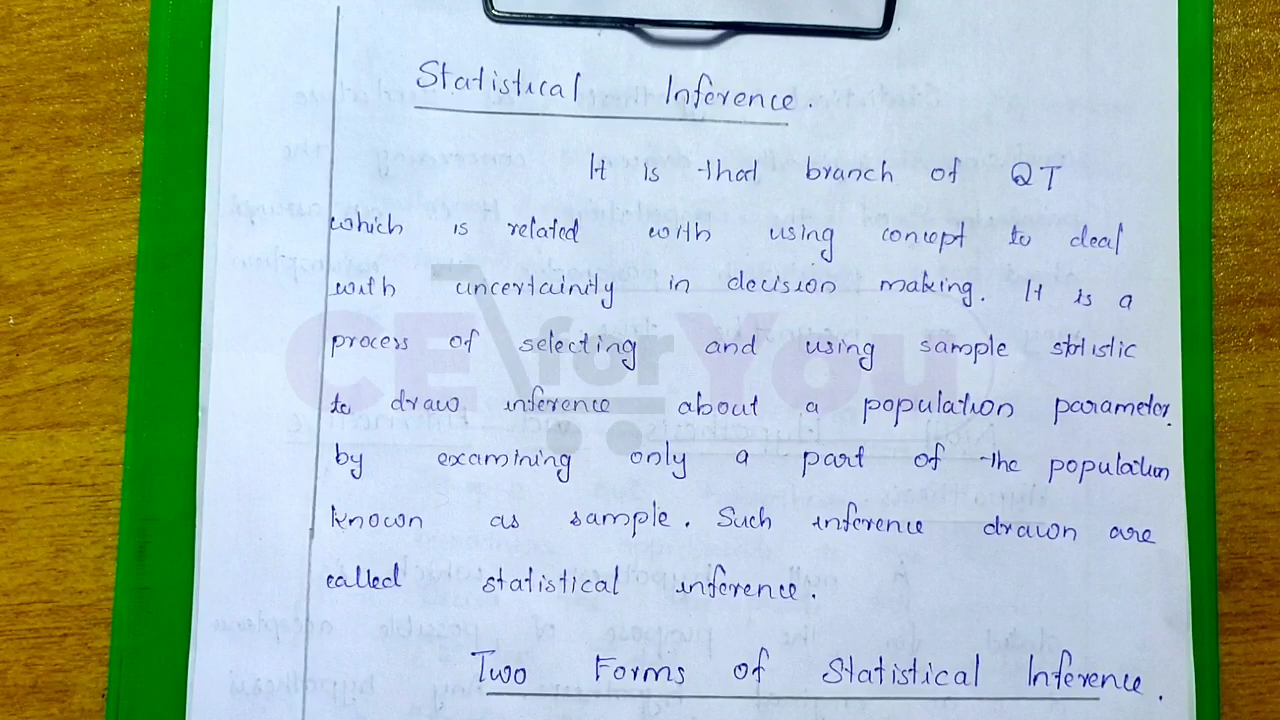 Statistical Inference.
It is that branch of QT
which is related with using concept to deal
with uncertainity in decision making. It is a
process of selecting and using sample statistic
to draw inference about a population parameter.
by examining only a part of the population
known as sample. Such inference drawn are
called statistical inference.
Two Forms of Statistical Inference.
CE for You